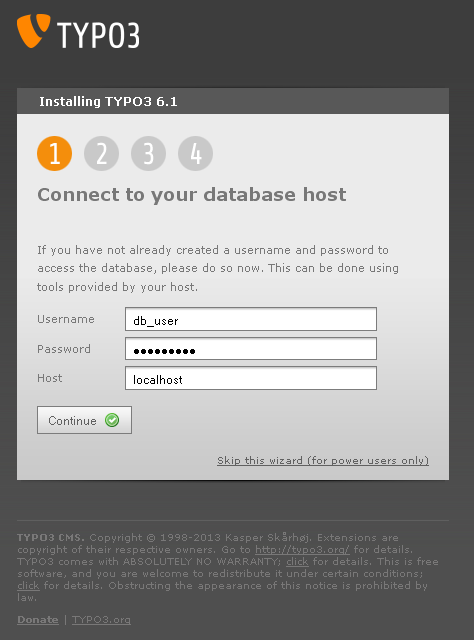 TYPO3
Installing TYPO3 6.1
1 2 3 4
Connect to your database host
If you have not already created a username and password to
access the database, please do so now. This can be done using
tools provided by your host.
Username db_user
Password ●●●●●●●●●
Host localhost
Continue
Skip this wizard (for power users only)
TYPO3 CMS. Copyright © 1998-2013 Kasper Skårhøj. Extensions are
copyright of their respective owners. Go to http://typo3.org/ for details.
TYPO3 comes with ABSOLUTELY NO WARRANTY; click for details. This is free
software, and you are welcome to redistribute it under certain conditions;
click for details. Obstructing the appearance of this notice is prohibited by
law.
Donate | TYPO3.org